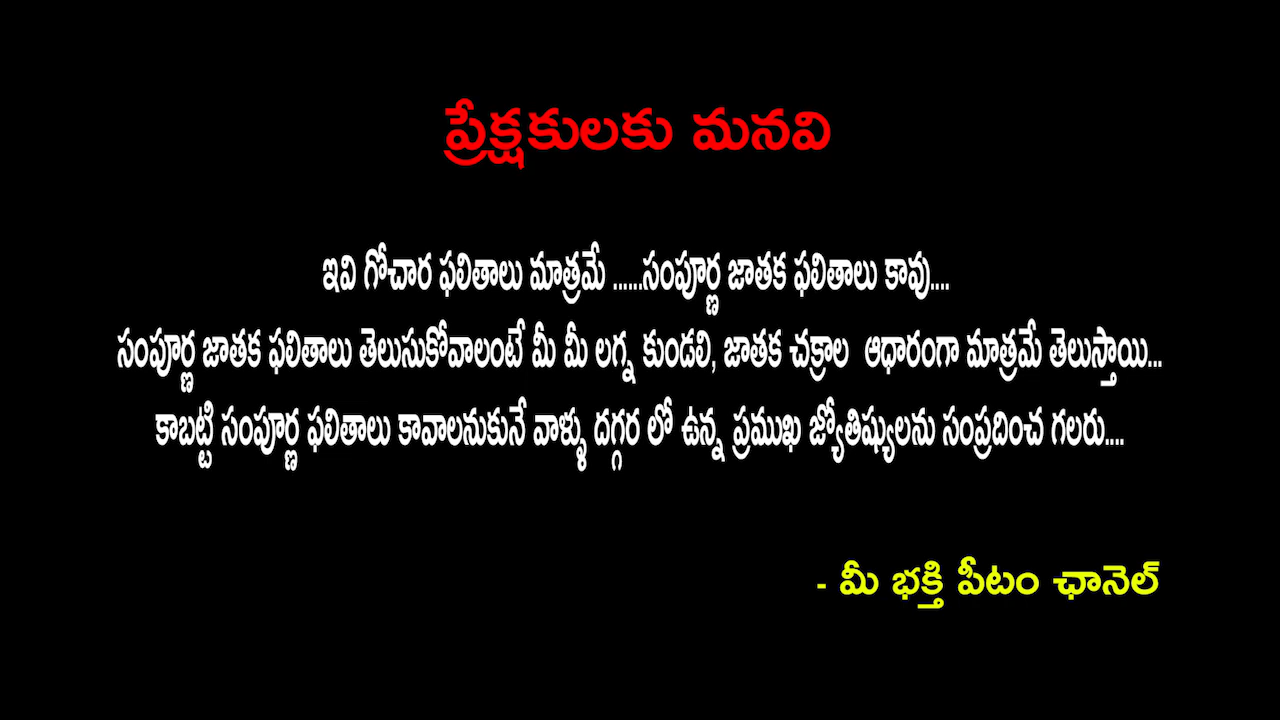 ప్రేక్షకులకు మనవి
ఇవి గోచార ఫలితాలు మాత్రమే ......సంపూర్ణ జాతక ఫలితాలు కావు....
సంపూర్ణ జాతక ఫలితాలు తెలుసుకోవాలంటే మీ మీ లగ్న కుండలి, జాతక చక్రాల ఆధారంగా మాత్రమే తెలుస్తాయి...
కాబట్టి సంపూర్ణ ఫలితాలు కావాలనుకునే వాళ్ళు దగ్గర లో ఉన్న ప్రముఖ జ్యోతిష్యులను సంప్రదించ గలరు....
- మీ భక్తి పీటం ఛానెల్